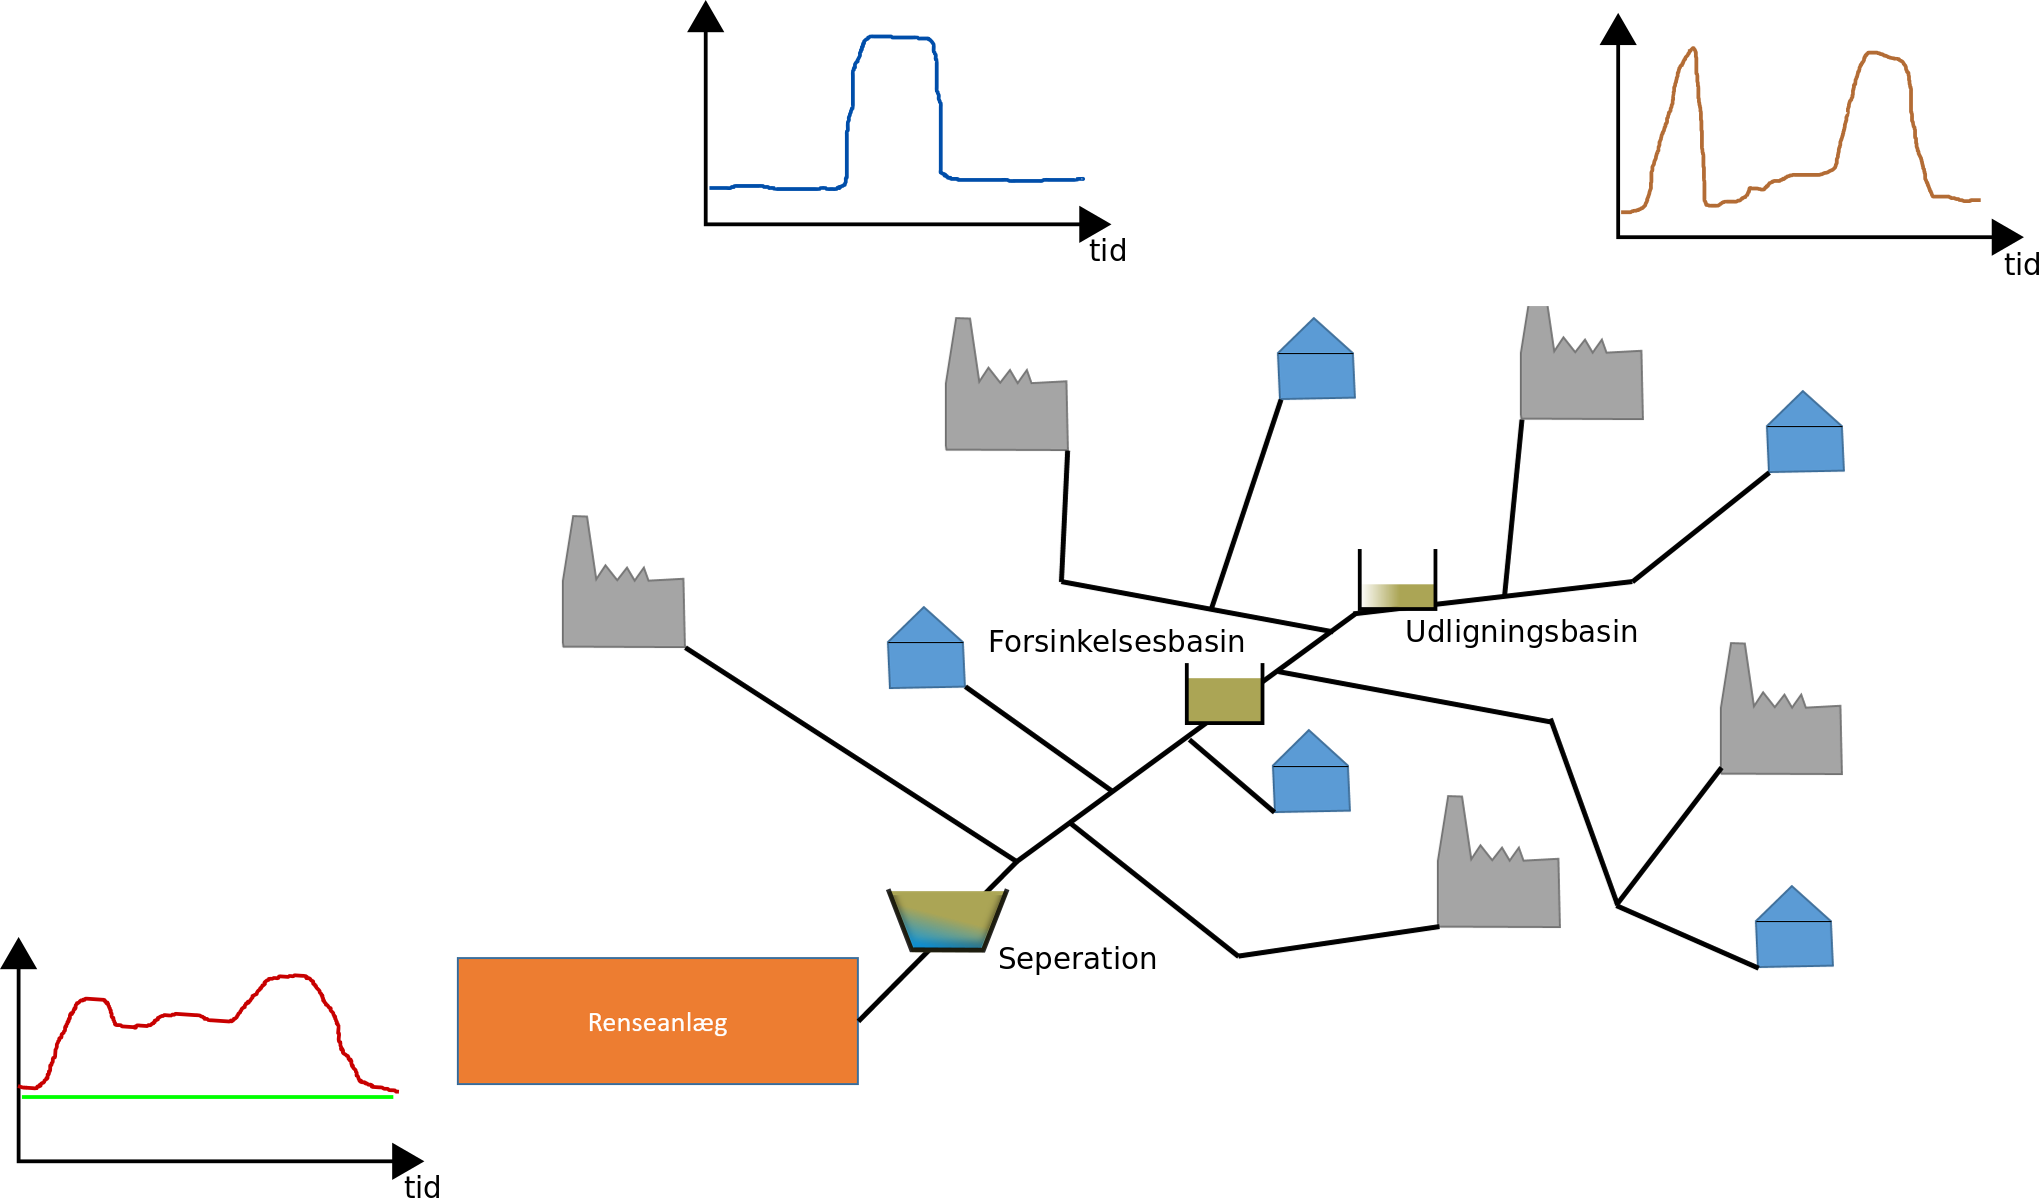 tid
tid
Forsinkelsesbasin
Udligningsbasin
Seperation
Renseanlæg
tid